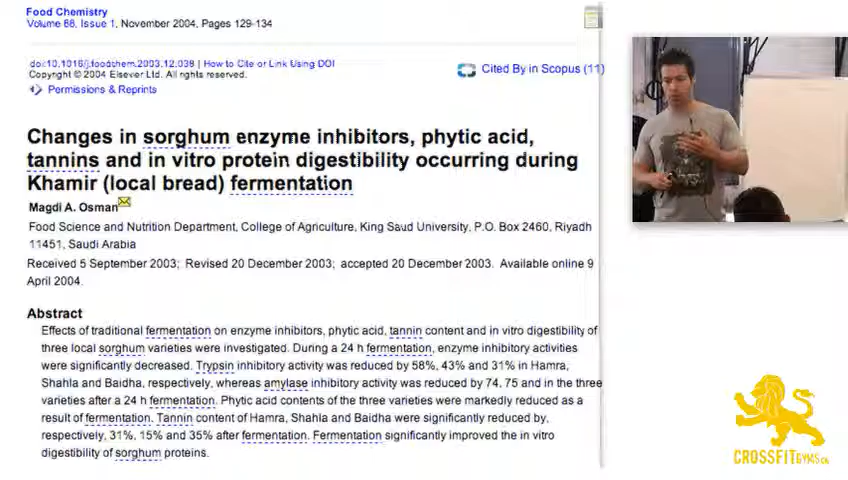 Food Chemistry
Volume 88, Issue 1, November 2004, Pages 129-134
doi:10.1016/j.foodchem.2003.12.038 | How to Cite or Link Using DOI
Copyright © 2004 Elsevier Ltd. All rights reserved.
Cited By in Scopus (11)
Permissions & Reprints
Changes in sorghum enzyme inhibitors, phytic acid,
tannins and in vitro protein digestibility occurring during
Khamir (local bread) fermentation
Magdi A. Osman
Food Science and Nutrition Department, College of Agriculture, King Saud University, P.O. Box 2460, Riyadh
11451, Saudi Arabia
Received 5 September 2003; Revised 20 December 2003; accepted 20 December 2003. Available online 9
April 2004.
Abstract
Effects of traditional fermentation on enzyme inhibitors, phytic acid, tannin content and in vitro digestibility of
three local sorghum varieties were investigated. During a 24 h fermentation, enzyme inhibitory activities
were significantly decreased. Trypsin inhibitory activity was reduced by 58%, 43% and 31% in Hamra,
Shahla and Baidha, respectively, whereas amylase inhibitory activity was reduced by 74, 75 and in the three
varieties after a 24 h fermentation. Phytic acid contents of the three varieties were markedly reduced as a
result of fermentation. Tannin content of Hamra, Shahla and Baidha were significantly reduced by,
respectively, 31%, 15% and 35% after fermentation. Fermentation significantly improved the in vitro
digestibility of sorghum proteins.
CROSSFITGYMS.CA